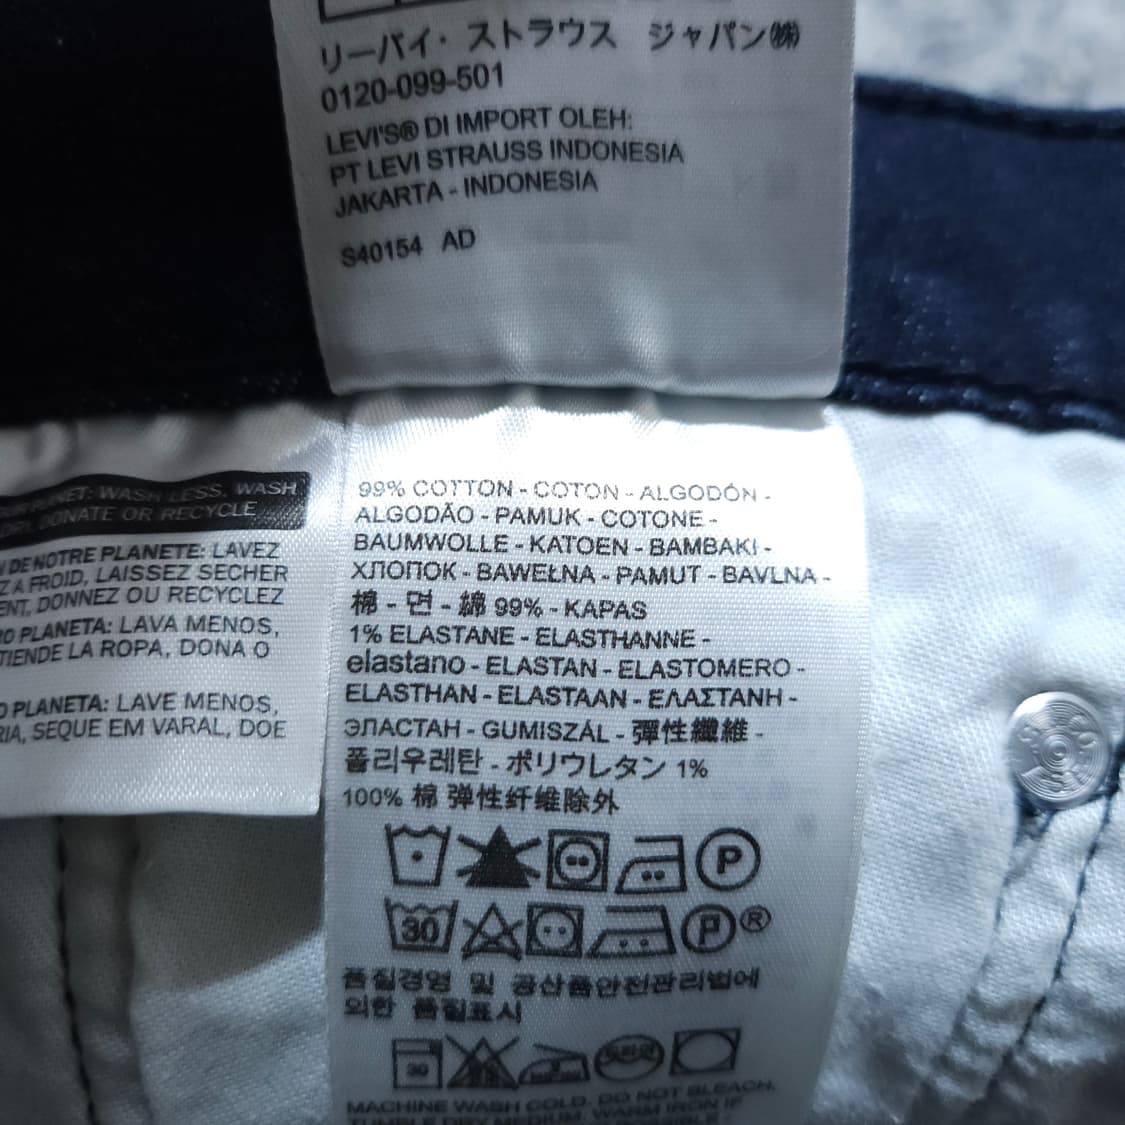 リーバイ・ストラウス ジャパン㈱
0120-099-501
LEVI'S® DI IMPORT OLEH:
PT LEVI STRAUSS INDONESIA
JAKARTA - INDONESIA
S40154 AD
WASH LESS, WASH
DONATE OR RECYCLE
DE NOTRE PLANETE: LAVEZ
A FROID, LAISSEZ SECHER
DONNEZ OU RECYCLEZ
PLANETA: LAVA MENOS,
TIENDE LA ROPA, DONA O
PLANETA: LAVE MENOS,
SEQUE EM VARAL, DOE
99% COTTON - COTON - ALGODÓN -
ALGODÃO - PAMUK - COTONE -
BAUMWOLLE - KATOEN - BAMBAKI -
ХЛОПОК - BAWEŁNA - PAMUT - BAVLNA -
棉 - 면 - 綿 99% - KAPAS
1% ELASTANE - ELASTHANNE -
elastano - ELASTAN - ELASTOMERO -
ELASTHAN - ELASTAAN - ΕΛΑΣΤΑΝΗ -
ЭЛАСТАН - GUMISZÁL - 彈性纖維 -
폴리우레탄 - ポリウレタン 1%
100% 棉 弹性纤维除外
P
30 P ®
품질경영 및 공산품안전관리법에
의한 품질표시
30
MACHINE WASH COLD. DO NOT BLEACH.
TUMBLE DRY MEDIUM. WARM IRON IF